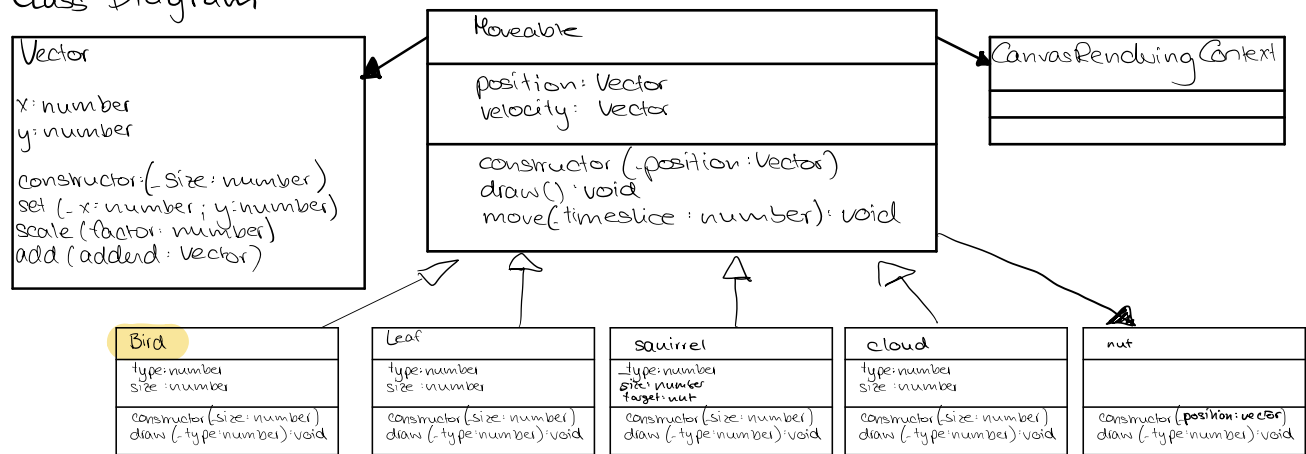 Class Diagram
Vector
x: number
y: number
constructor:(_size: number)
set (_x: number; y: number)
scale (factor: number)
add (addend: Vector)
Moveable
position: Vector
velocity: Vector
constructor (_position: Vector)
draw(): void
move(_timeslice : number): void
CanvasRendering Context
Bird
type: number
size : number
constructor (_size: number)
draw (_type: number): void
Leaf
type: number
size : number
constructor (_size: number)
draw (_type: number): void
squirrel
_type: number
size: number
target: nut
constructor (_size: number)
draw (_type: number): void
cloud
type: number
size : number
constructor (_size: number)
draw (_type: number): void
nut
constructor (position: vector)
draw (_type: number): void